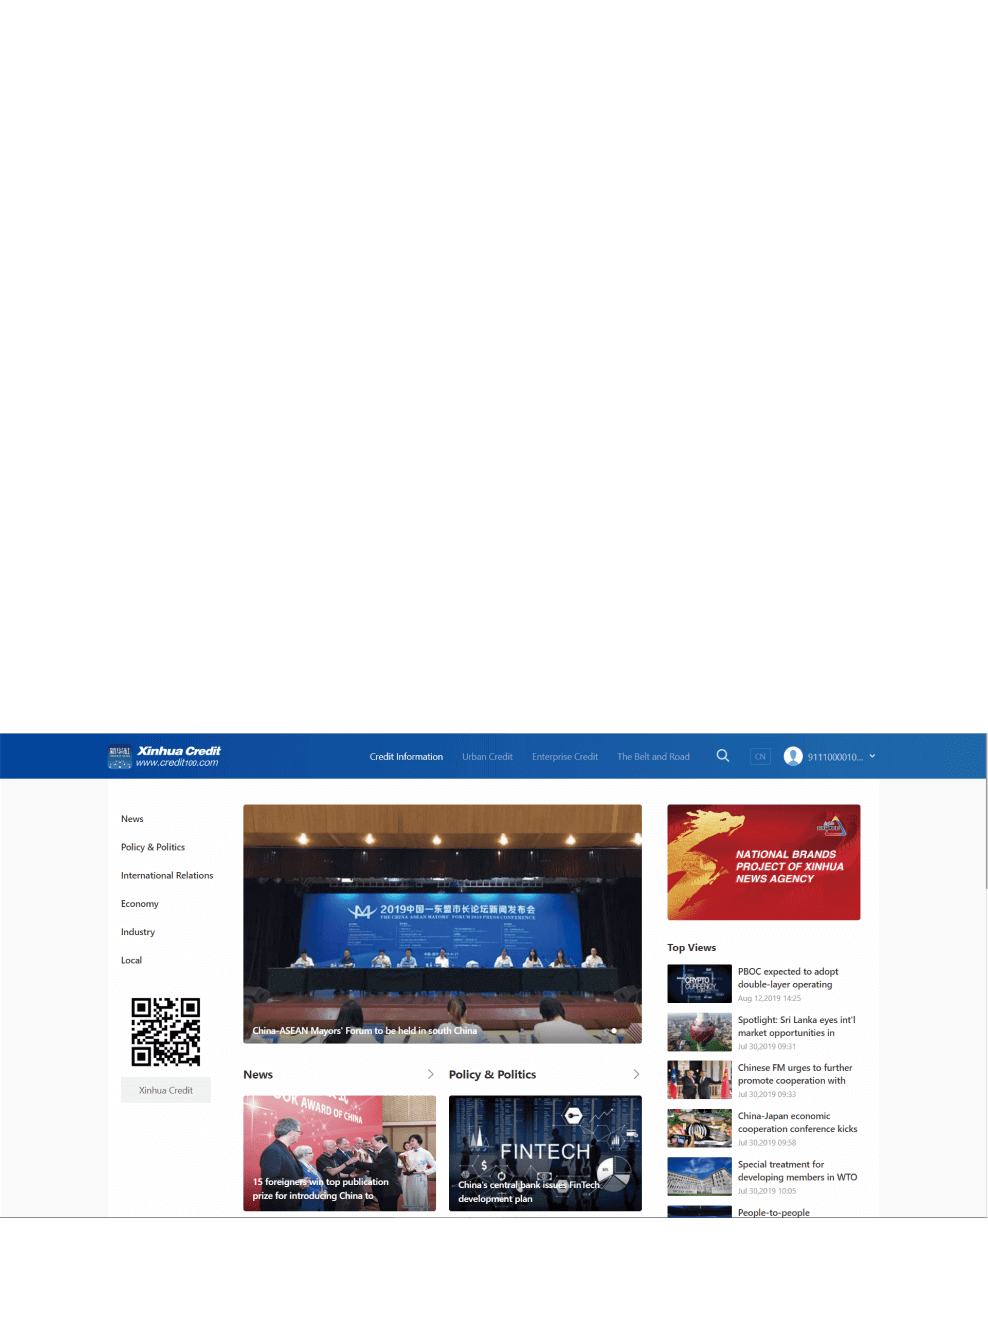 Xinhua Credit
www.credit100.com
Credit Information
Urban Credit
Enterprise Credit
The Belt and Road
CN
9111000010...
News
Policy & Politics
International Relations
Economy
Industry
Local
Xinhua Credit
2019中国—东盟市长论坛新闻发布会
THE CHINA-ASEAN MAYORS' FORUM 2019 PRESS CONFERENCE
China-ASEAN Mayors' Forum to be held in south China
News
OOK AWARD OF CHINA
15 foreigners win top publication
prize for introducing China to
Policy & Politics
FINTECH
China's central bank issues FinTech
development plan
NATIONAL BRANDS
PROJECT OF XINHUA
NEWS AGENCY
Top Views
CRYPTO
CURRENCY
PBOC expected to adopt
double-layer operating
Aug 12,2019 14:25
Spotlight: Sri Lanka eyes int'l
market opportunities in
Jul 30,2019 09:31
Chinese FM urges to further
promote cooperation with
Jul 30,2019 09:33
China-Japan economic
cooperation conference kicks
Jul 30,2019 09:58
Special treatment for
developing members in WTO
Jul 30,2019 10:05
People-to-people